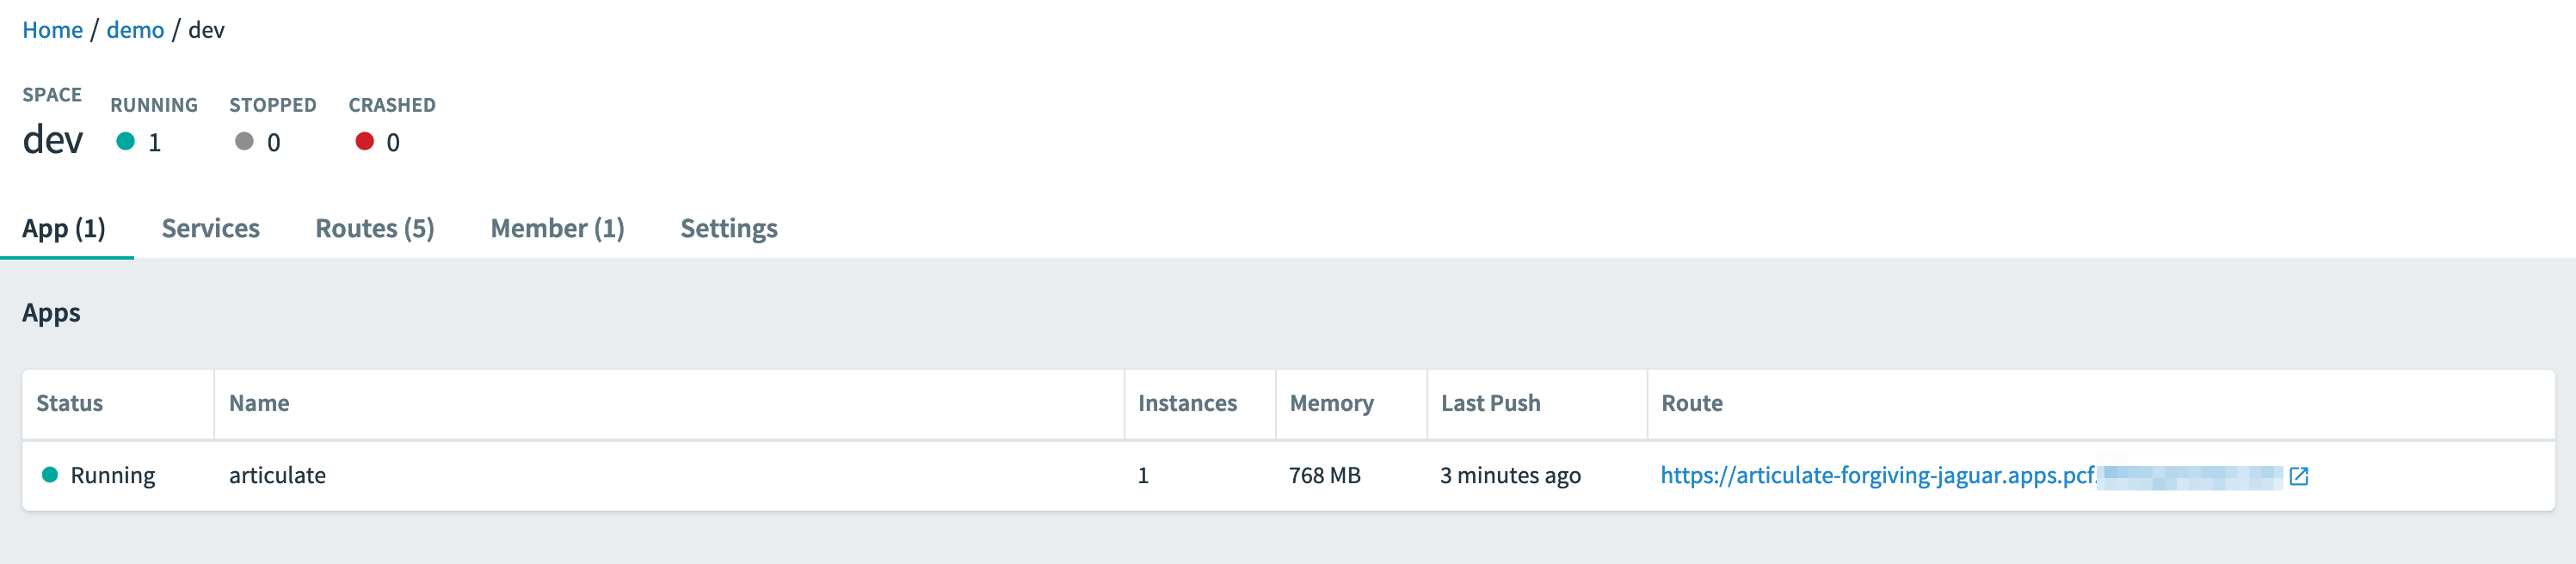 Home / demo / dev
SPACE RUNNING STOPPED CRASHED
dev 1 0 0
App (1) Services Routes (5) Member (1) Settings
Apps
Status Name Instances Memory Last Push Route
Running articulate 1 768 MB 3 minutes ago https://articulate-forgiving-jaguar.apps.pcf.